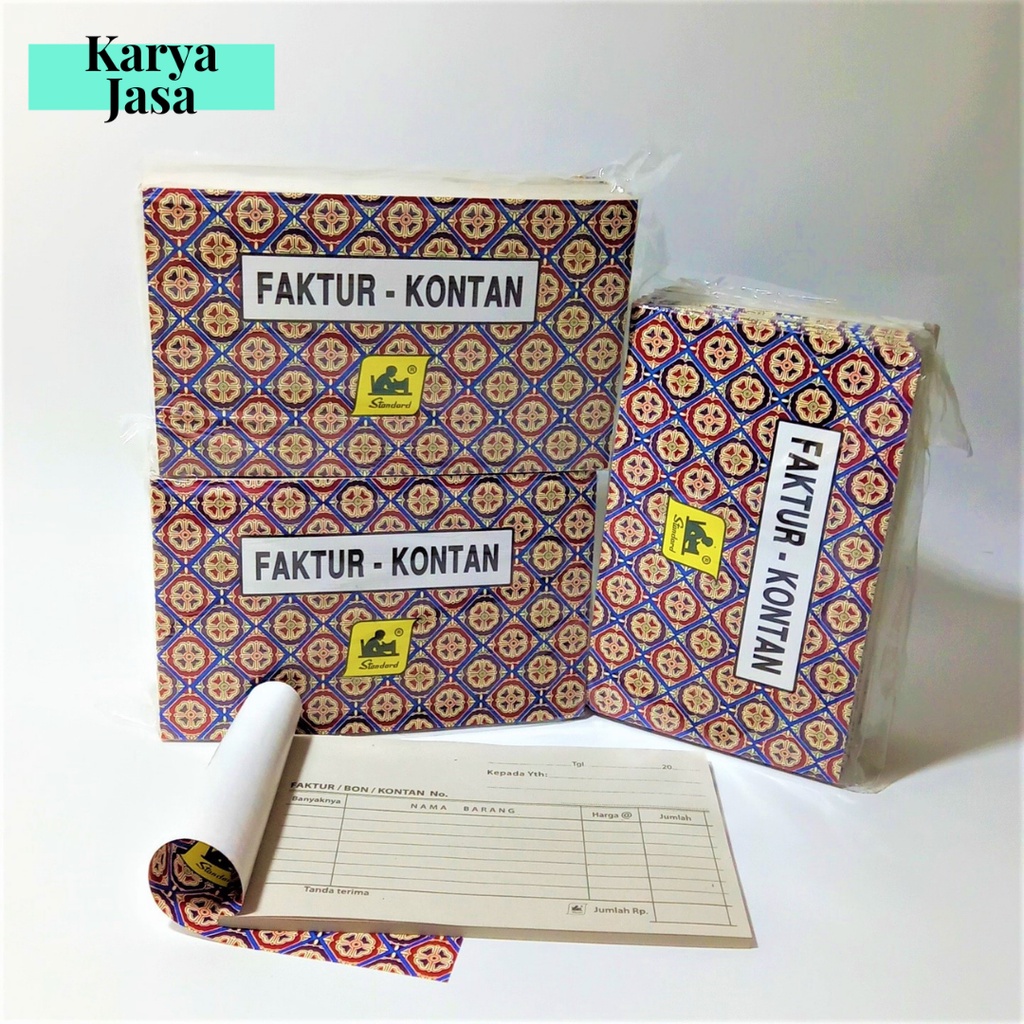 Karya
Jasa
FAKTUR - KONTAN
®
Standard
FAKTUR - KONTAN
®
Standard
FAKTUR - KONTAN
®
Standard
Tgl 20
Kepada Yth:
FAKTUR / BON / KONTAN No.
Banyaknya NAMA BARANG Harga @ Jumlah
Tanda terima
Jumlah Rp.
Standard